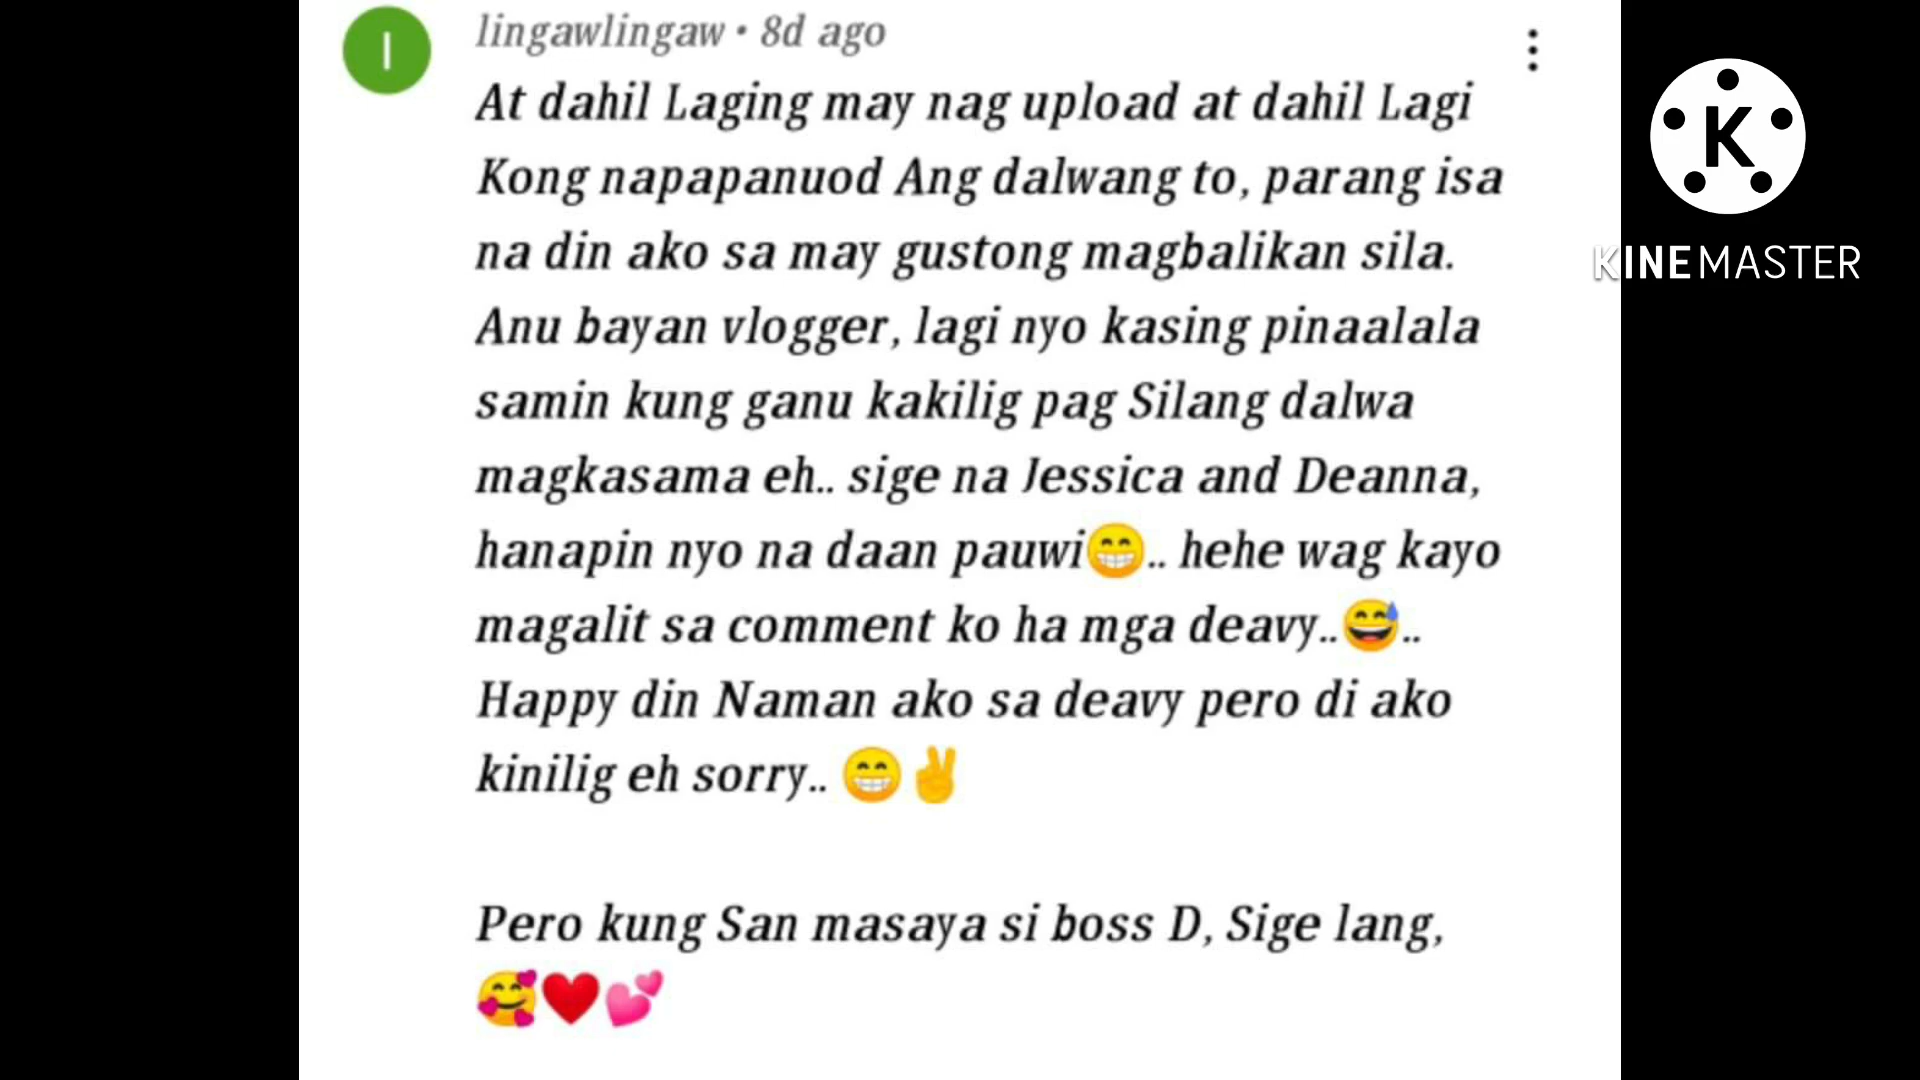 lingawlingaw • 8d ago
At dahil Laging may nag upload at dahil Lagi
Kong napapanuod Ang dalwang to, parang isa
na din ako sa may gustong magbalikan sila.
Anu bayan vlogger, lagi nyo kasing pinaalala
samin kung ganu kakilig pag Silang dalwa
magkasama eh.. sige na Jessica and Deanna,
hanapin nyo na daan pauwi😁.. hehe wag kayo
magalit sa comment ko ha mga deavy..😅..
Happy din Naman ako sa deavy pero di ako
kinilig eh sorry.. 😁✌
Pero kung San masaya si boss D, Sige lang,
🥰❤💕
l
K
KINEMASTER